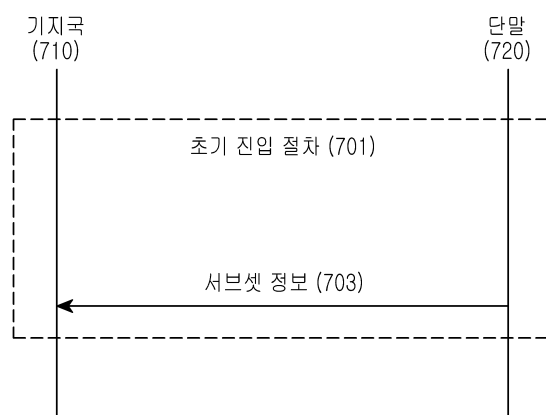 기지국
(710)
단말
(720)
초기 진입 절차 (701)
서브셋 정보 (703)